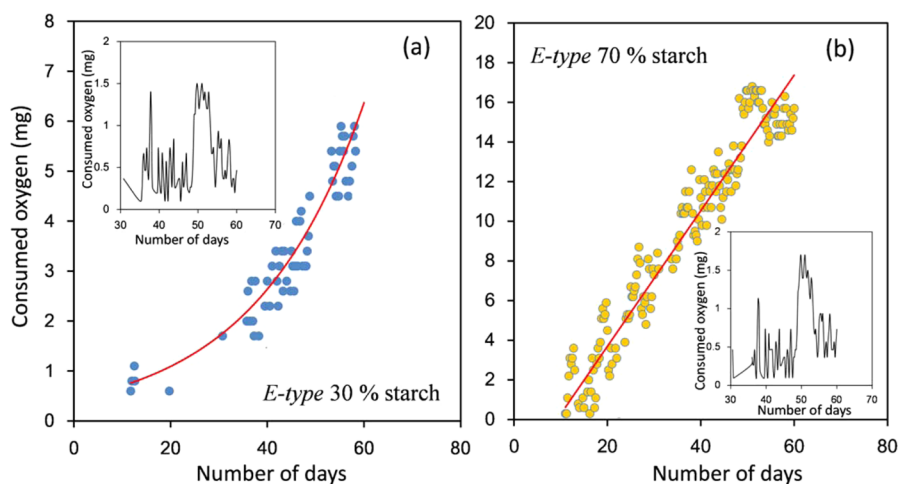 (a)
E-type 30 % starch
Consumed oxygen (mg)
8
7
6
5
4
3
2
1
0
0 20 40 60 80
Number of days
Consumed oxygen (mg)
2
1.5
1
0.5
0
30 40 50 60 70
Number of days
(b)
E-type 70 % starch
20
18
16
14
12
10
8
6
4
2
0
0 20 40 60 80
Number of days
Consumed oxygen (mg)
2
1.5
1
0.5
0
30 40 50 60 70
Number of days